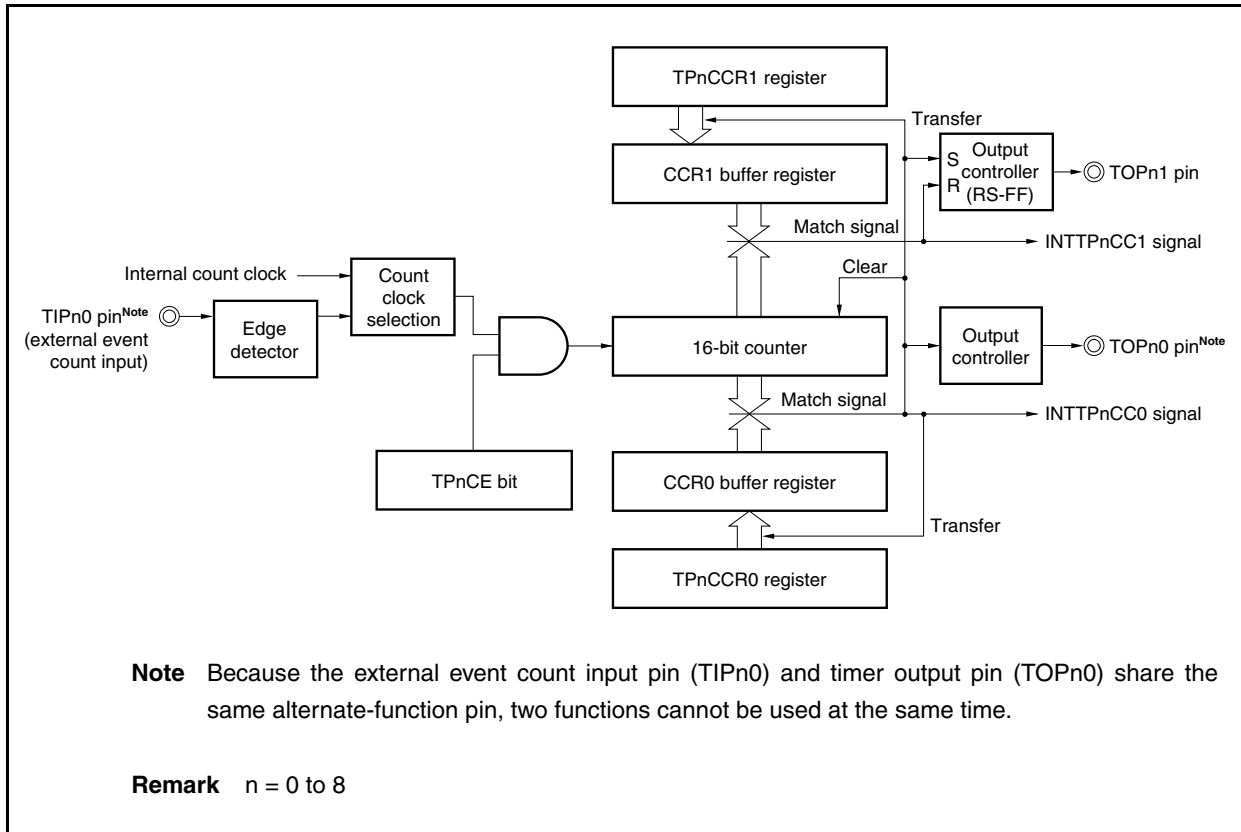 TPnCCR1 register
Transfer
CCR1 buffer register
S
R
Output
controller
(RS-FF)
TOPn1 pin
Match signal
INTTPnCC1 signal
Internal count clock
Count
clock
selection
Clear
TIPn0 pinNote
(external event
count input)
Edge
detector
16-bit counter
Output
controller
TOPn0 pinNote
Match signal
INTTPnCC0 signal
TPnCE bit
CCR0 buffer register
Transfer
TPnCCR0 register
Note Because the external event count input pin (TIPn0) and timer output pin (TOPn0) share the
same alternate-function pin, two functions cannot be used at the same time.
Remark n = 0 to 8